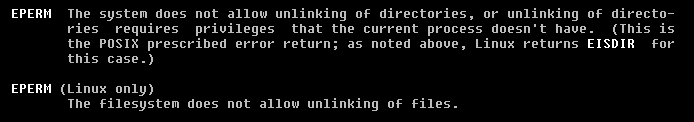 EPERM  The system does not allow unlinking of directories, or unlinking of directo-
ries  requires  privileges  that the current process doesn't have.  (This is
the POSIX prescribed error return; as noted above, Linux returns EISDIR  for
this case.)
EPERM (Linux only)
The filesystem does not allow unlinking of files.